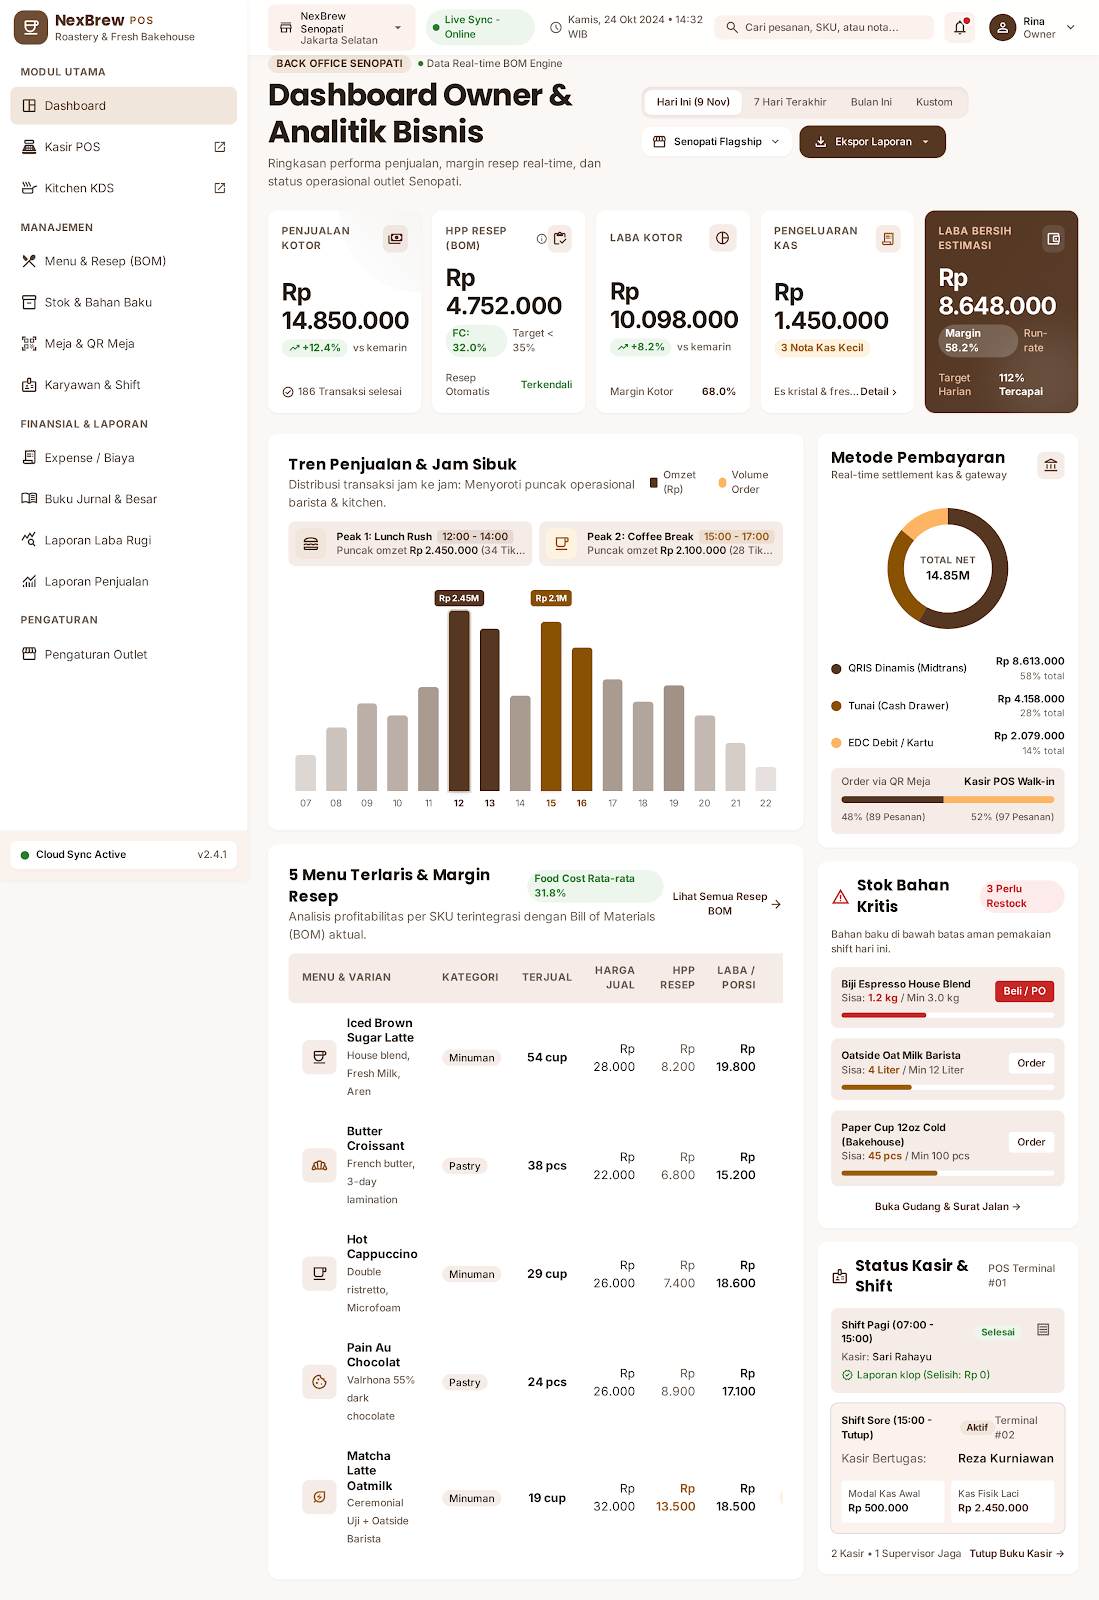 NexBrew POS
Roastery & Fresh Bakehouse
MODUL UTAMA
Dashboard
Kasir POS
Kitchen KDS
MANAJEMEN
Menu & Resep (BOM)
Stok & Bahan Baku
Meja & QR Meja
Karyawan & Shift
FINANSIAL & LAPORAN
Expense / Biaya
Buku Jurnal & Besar
Laporan Laba Rugi
Laporan Penjualan
PENGATURAN
Pengaturan Outlet
Cloud Sync Active v2.4.1
NexBrew
Senopati
Jakarta Selatan
Live Sync -
Online
Kamis, 24 Okt 2024 • 14:32
WIB
Cari pesanan, SKU, atau nota...
Rina
Owner
BACK OFFICE SENOPATI
Data Real-time BOM Engine
Dashboard Owner &
Analitik Bisnis
Ringkasan performa penjualan, margin resep real-time, dan
status operasional outlet Senopati.
Hari Ini (9 Nov) 7 Hari Terakhir Bulan Ini Kustom
Senopati Flagship
Ekspor Laporan
PENJUALAN
KOTOR
Rp
14.850.000
+12.4% vs kemarin
186 Transaksi selesai
HPP RESEP
(BOM)
Rp
4.752.000
FC:
32.0%
Target <
35%
Resep
Otomatis
Terkendali
LABA KOTOR
Rp
10.098.000
+8.2% vs kemarin
Margin Kotor 68.0%
PENGELUARAN
KAS
Rp
1.450.000
3 Nota Kas Kecil
Es kristal & fres... Detail
LABA BERSIH
ESTIMASI
Rp
8.648.000
Margin
58.2%
Run-
rate
Target
Harian
112%
Tercapai
Tren Penjualan & Jam Sibuk
Distribusi transaksi jam ke jam: Menyoroti puncak operasional
barista & kitchen.
Omzet
(Rp)
Volume
Order
Peak 1: Lunch Rush 12:00 - 14:00
Puncak omzet Rp 2.450.000 (34 Tik...
Peak 2: Coffee Break 15:00 - 17:00
Puncak omzet Rp 2.100.000 (28 Tik...
Rp 2.45M
Rp 2.1M
07 08 09 10 11 12 13 14 15 16 17 18 19 20 21 22
Metode Pembayaran
Real-time settlement kas & gateway
TOTAL NET
14.85M
QRIS Dinamis (Midtrans) Rp 8.613.000
58% total
Tunai (Cash Drawer) Rp 4.158.000
28% total
EDC Debit / Kartu Rp 2.079.000
14% total
Order via QR Meja Kasir POS Walk-in
48% (89 Pesanan) 52% (97 Pesanan)
5 Menu Terlaris & Margin
Resep
Food Cost Rata-rata
31.8%
Analisis profitabilitas per SKU terintegrasi dengan Bill of Materials
(BOM) aktual.
Lihat Semua Resep
BOM
MENU & VARIAN KATEGORI TERJUAL HARGA JUAL HPP RESEP LABA / PORSI
Iced Brown
Sugar Latte
House blend,
Fresh Milk,
Aren
Minuman 54 cup Rp 28.000 Rp 8.200 Rp 19.800
Butter
Croissant
French butter,
3-day
lamination
Pastry 38 pcs Rp 22.000 Rp 6.800 Rp 15.200
Hot
Cappuccino
Double
ristretto,
Microfoam
Minuman 29 cup Rp 26.000 Rp 7.400 Rp 18.600
Pain Au
Chocolat
Valrhona 55%
dark
chocolate
Pastry 24 pcs Rp 26.000 Rp 8.900 Rp 17.100
Matcha
Latte
Oatmilk
Ceremonial
Uji + Oatside
Barista
Minuman 19 cup Rp 32.000 Rp 13.500 Rp 18.500
Stok Bahan
Kritis
3 Perlu
Restock
Bahan baku di bawah batas aman pemakaian
shift hari ini.
Biji Espresso House Blend
Sisa: 1.2 kg / Min 3.0 kg
Beli / PO
Oatside Oat Milk Barista
Sisa: 4 Liter / Min 12 Liter
Order
Paper Cup 12oz Cold
(Bakehouse)
Sisa: 45 pcs / Min 100 pcs
Order
Buka Gudang & Surat Jalan
Status Kasir &
Shift
POS Terminal
#01
Shift Pagi (07:00 -
15:00)
Selesai
Kasir: Sari Rahayu
Laporan klop (Selisih: Rp 0)
Shift Sore (15:00 -
Tutup)
Aktif
Terminal
#02
Kasir Bertugas: Reza Kurniawan
Modal Kas Awal
Rp 500.000
Kas Fisik Laci
Rp 2.450.000
2 Kasir • 1 Supervisor Jaga Tutup Buku Kasir